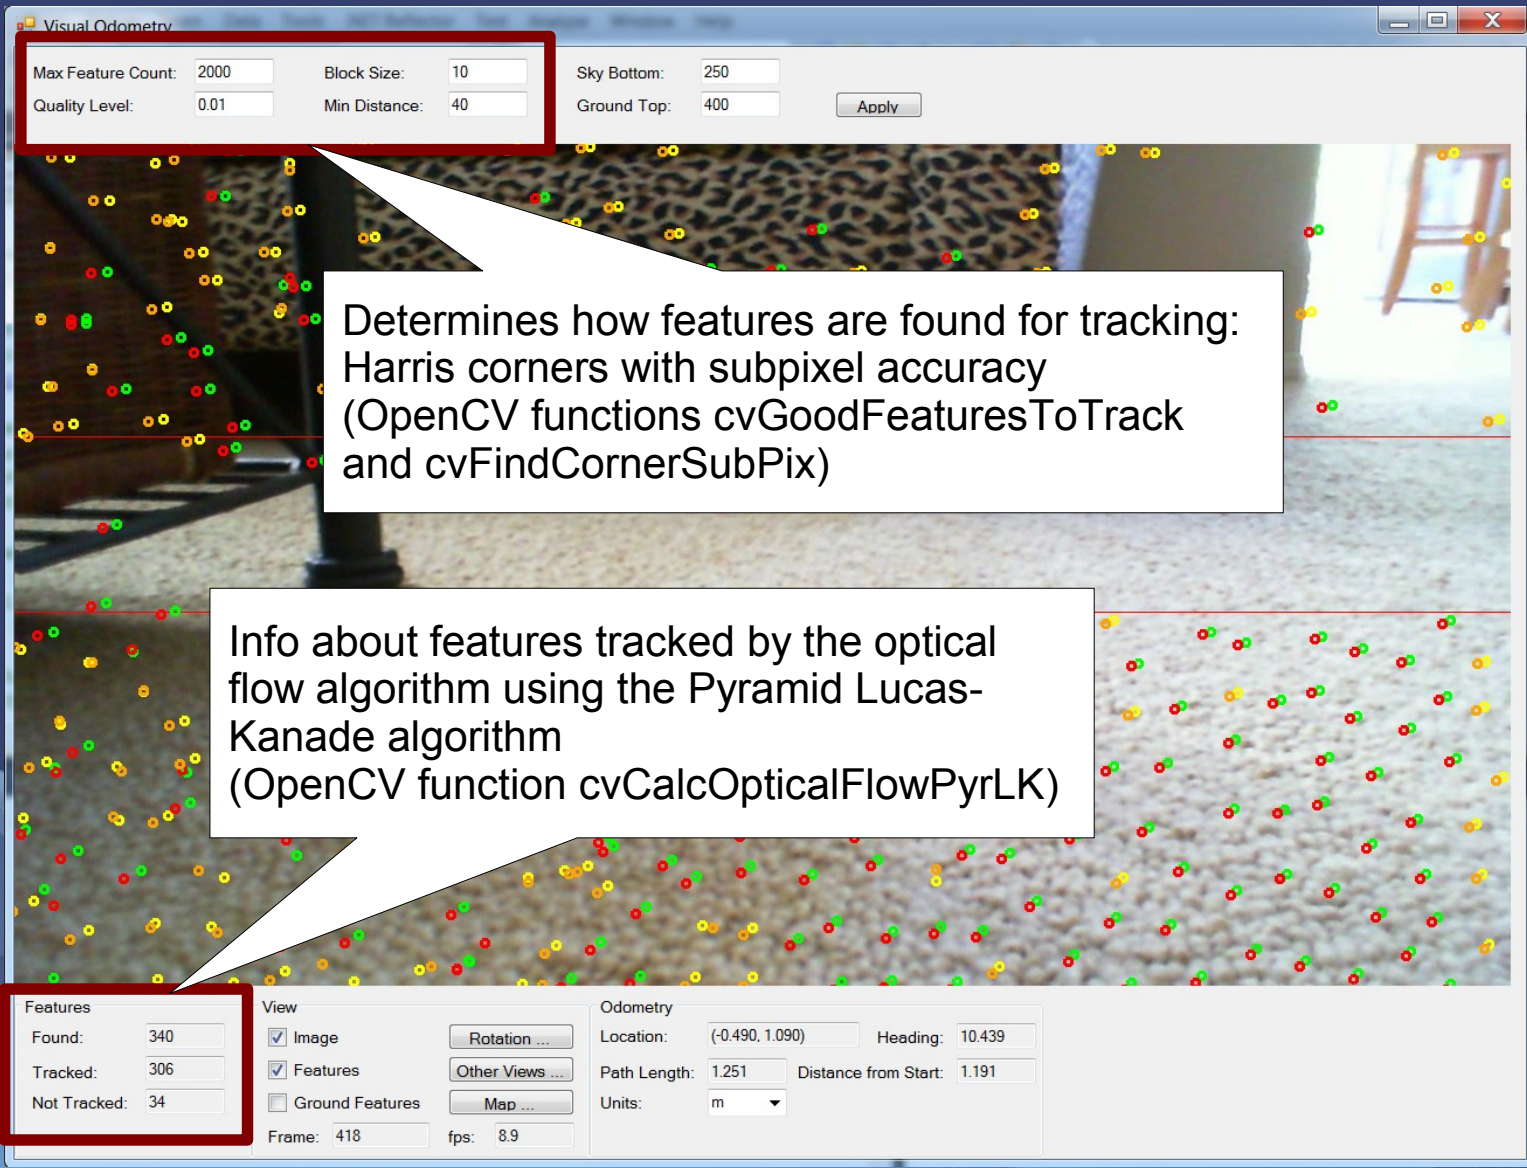 Visual Odometry
Max Feature Count: 2000 Block Size: 10 Sky Bottom: 250
Quality Level: 0.01 Min Distance: 40 Ground Top: 400 Apply
Determines how features are found for tracking:
Harris corners with subpixel accuracy
(OpenCV functions cvGoodFeaturesToTrack
and cvFindCornerSubPix)
Info about features tracked by the optical
flow algorithm using the Pyramid Lucas-
Kanade algorithm
(OpenCV function cvCalcOpticalFlowPyrLK)
Features View Odometry
Found: 340 Image Rotation ... Location: (-0.490, 1.090) Heading: 10.439
Tracked: 306 Features Other Views ... Path Length: 1.251 Distance from Start: 1.191
Not Tracked: 34 Ground Features Map ... Units: m
Frame: 418 fps: 8.9